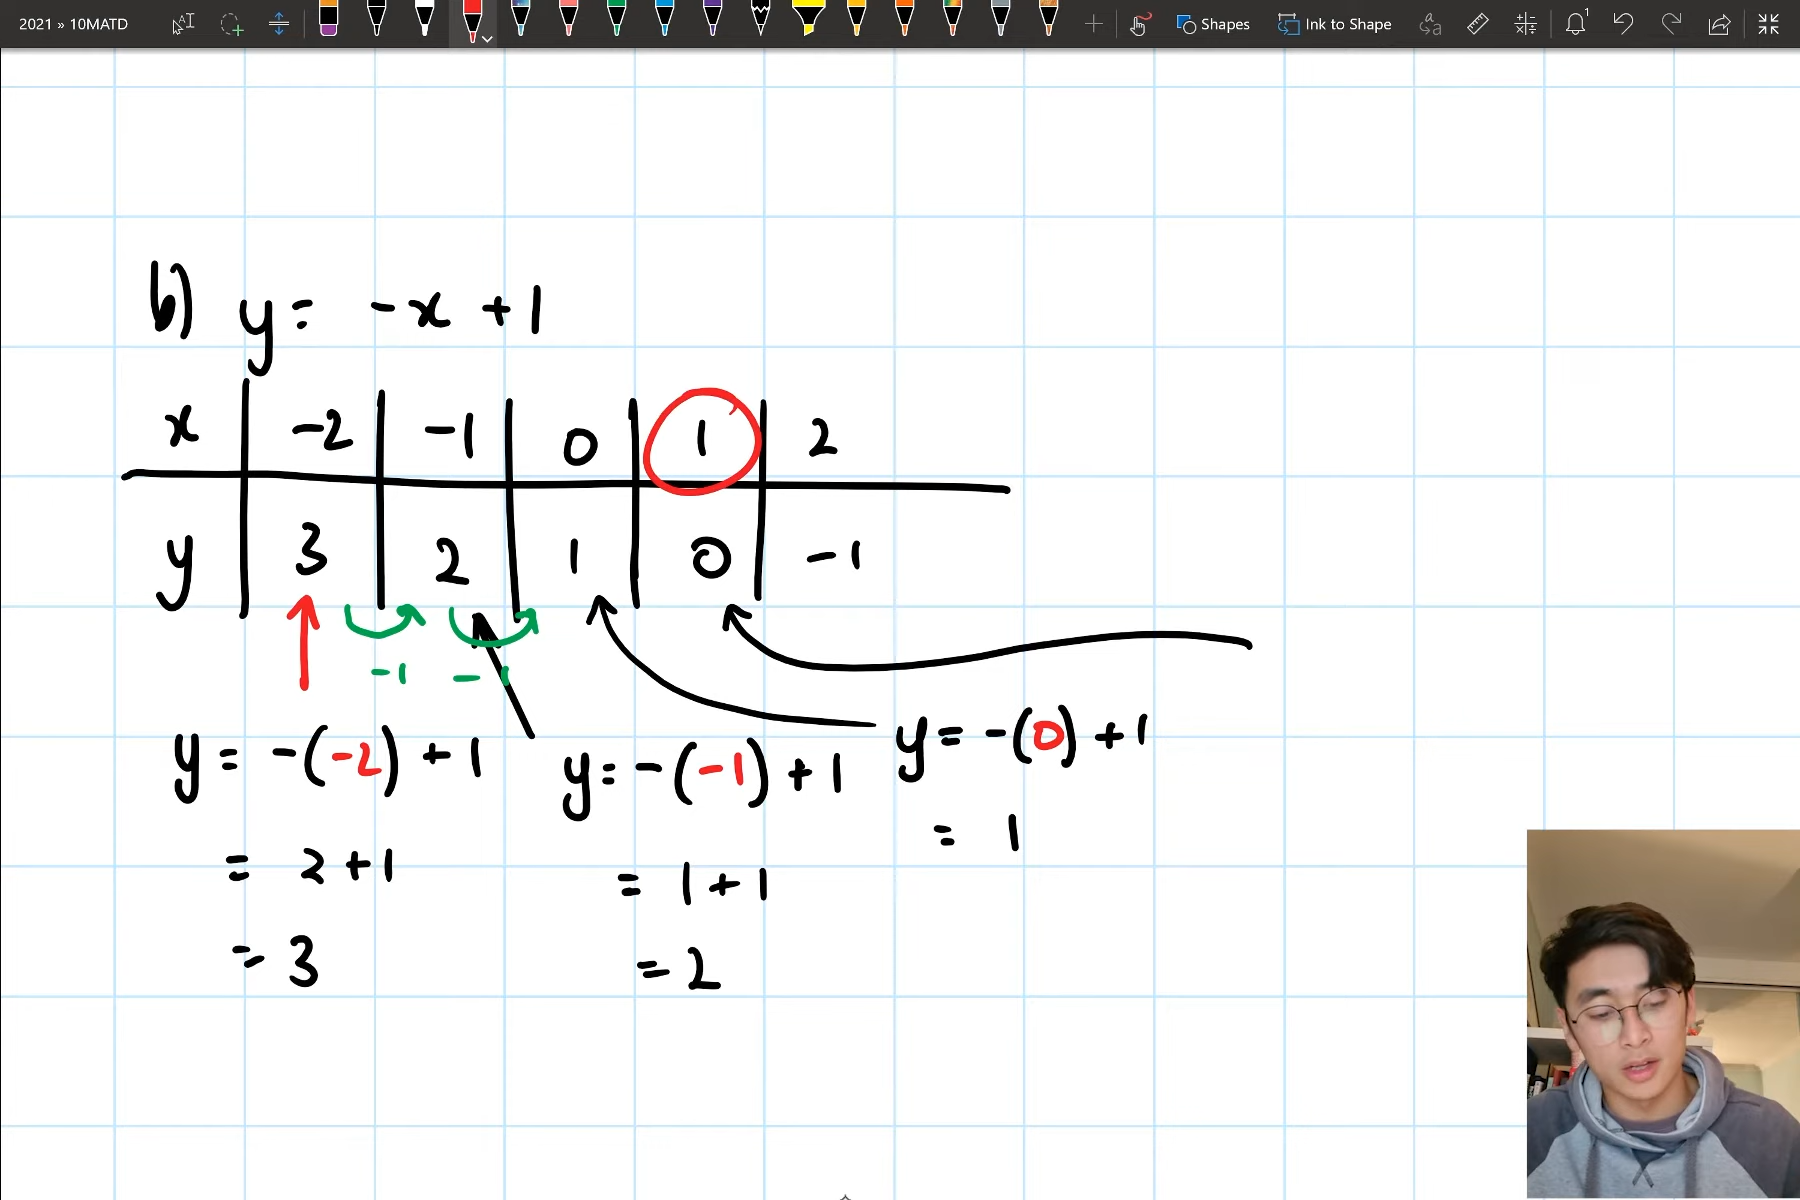 2021 » 10MATD
Shapes
Ink to Shape
1
b) y = -x + 1
x -2 -1 0 1 2
y 3 2 1 0 -1
-1 -1
y = -(-2) + 1
= 2 + 1
= 3
y = -(-1) + 1
= 1 + 1
= 2
y = -(0) + 1
= 1